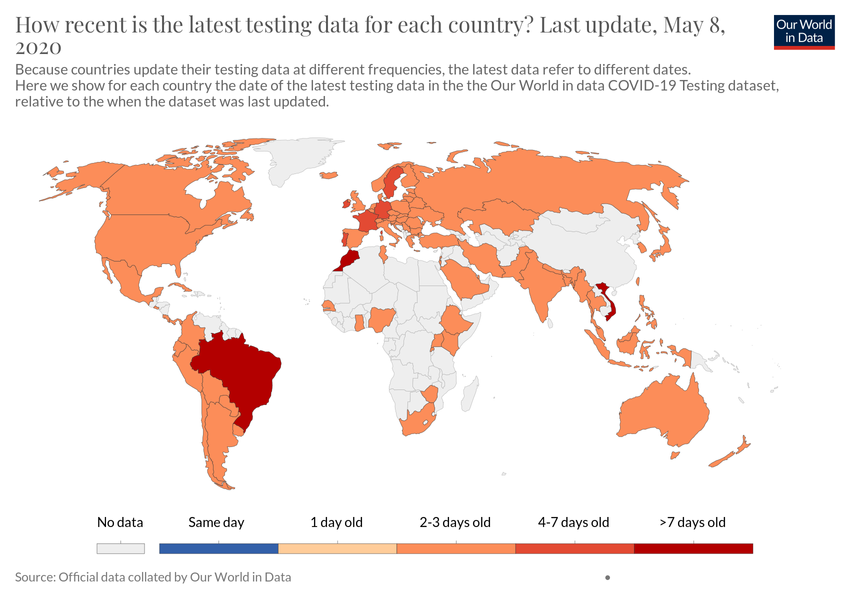 How recent is the latest testing data for each country? Last update, May 8,
2020
Our World
in Data
Because countries update their testing data at different frequencies, the latest data refer to different dates.
Here we show for each country the date of the latest testing data in the the Our World in data COVID-19 Testing dataset,
relative to the when the dataset was last updated.
No data
Same day
1 day old
2-3 days old
4-7 days old
>7 days old
Source: Official data collated by Our World in Data